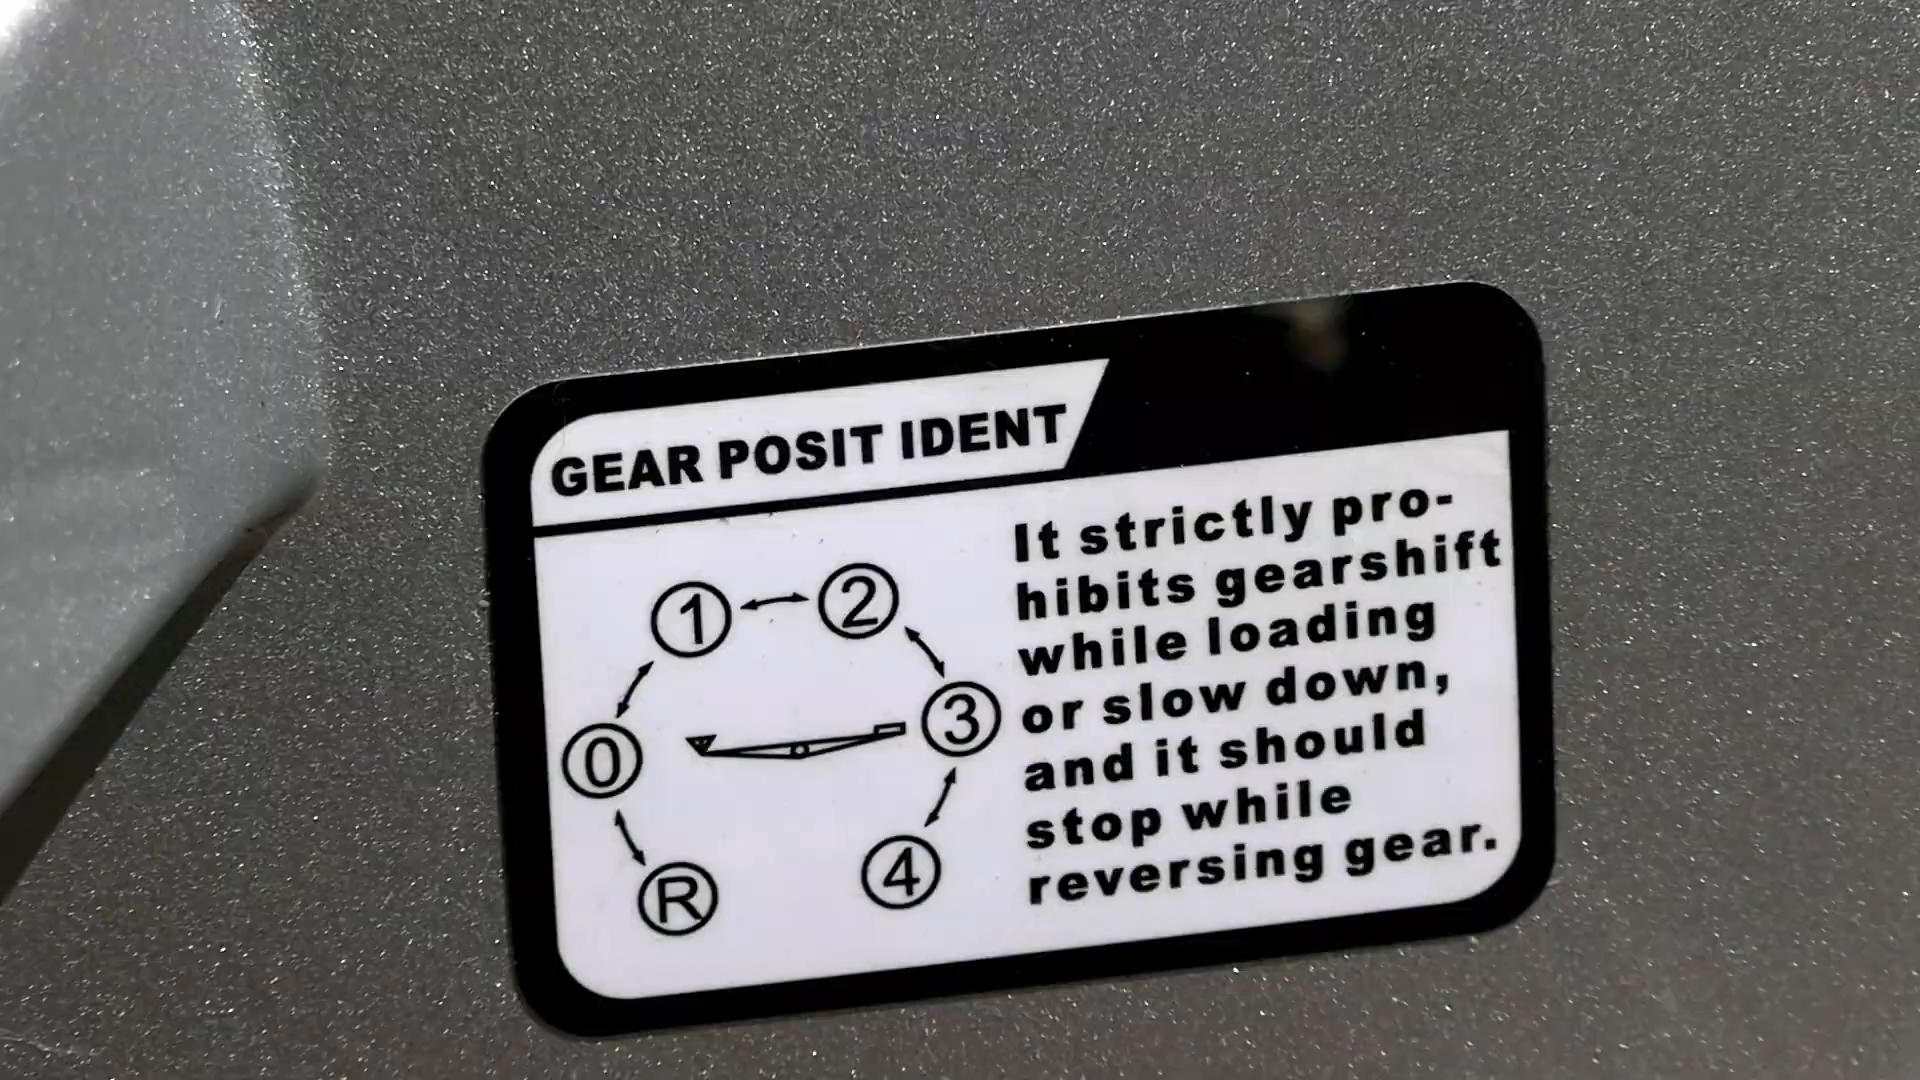 GEAR POSIT IDENT
1 2
0 3
R 4
It strictly pro-
hibits gearshift
while loading
or slow down,
and it should
stop while
reversing gear.